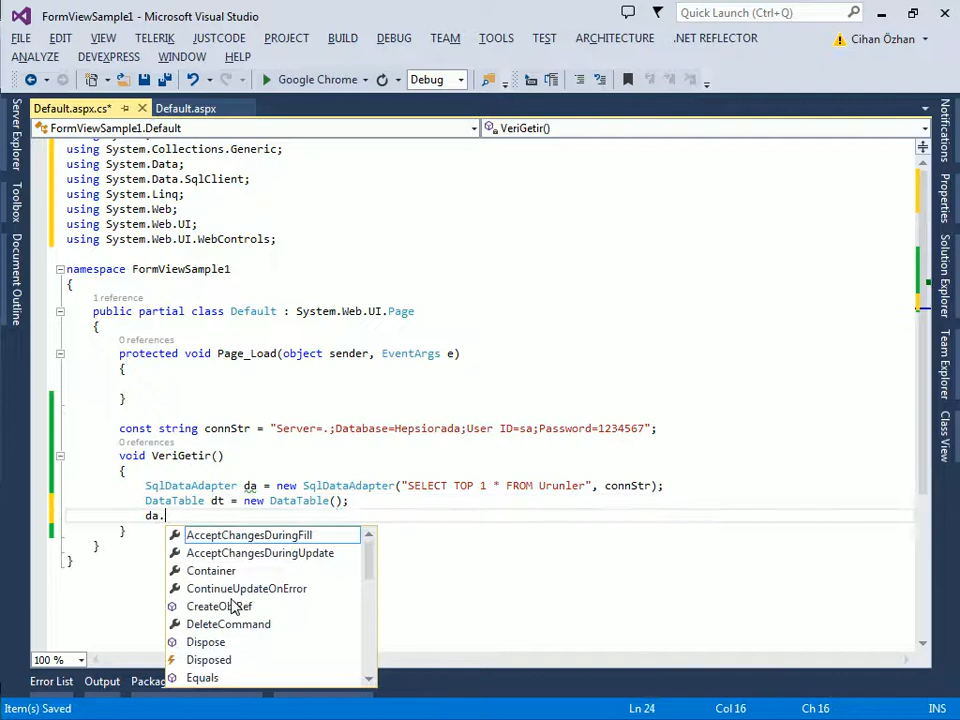 FormViewSample1 - Microsoft Visual Studio
Quick Launch (Ctrl+Q)
FILE EDIT VIEW TELERIK JUSTCODE PROJECT BUILD DEBUG TEAM TOOLS TEST ARCHITECTURE .NET REFLECTOR
Cihan Özhan
ANALYZE DEVEXPRESS WINDOW HELP
Google Chrome
Debug
Default.aspx.cs*
Default.aspx
FormViewSample1.Default
VeriGetir()
Server Explorer
Toolbox
Document Outline
using System.Collections.Generic;
using System.Data;
using System.Data.SqlClient;
using System.Linq;
using System.Web;
using System.Web.UI;
using System.Web.UI.WebControls;
namespace FormViewSample1
{
1 reference
public partial class Default : System.Web.UI.Page
{
0 references
protected void Page_Load(object sender, EventArgs e)
{
}
const string connStr = "Server=.;Database=Hepsiorada;User ID=sa;Password=1234567";
0 references
void VeriGetir()
{
SqlDataAdapter da = new SqlDataAdapter("SELECT TOP 1 * FROM Urunler", connStr);
DataTable dt = new DataTable();
da.
}
}
}
AcceptChangesDuringFill
AcceptChangesDuringUpdate
Container
ContinueUpdateOnError
CreateObjRef
DeleteCommand
Dispose
Disposed
Equals
Notifications
Properties
Solution Explorer
Team Explorer
Class View
100 %
Error List Output Packag
Item(s) Saved
Ln 24
Col 16
Ch 16
INS